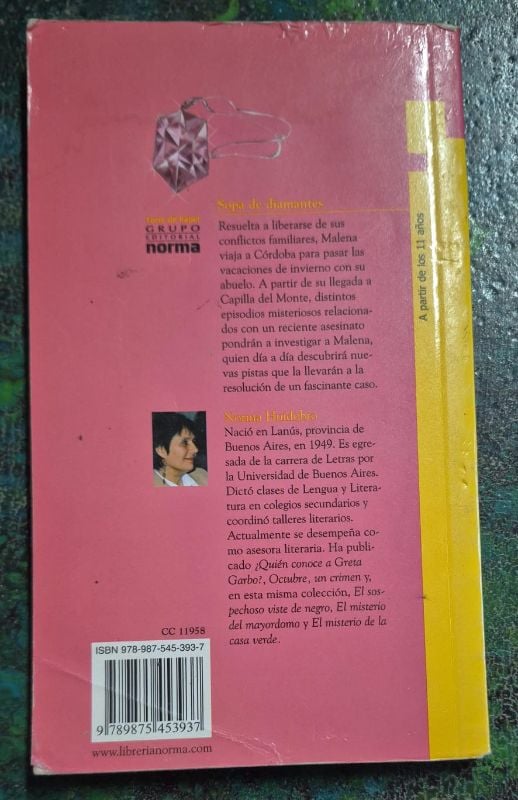 Sopa de diamantes
Torre de Papel
GRUPO
EDITORIAL
norma
Resuelta a libetarse de sus
conflictos familiares, Malena
viaja a Córdoba para pasar las
vacaciones de invierno con su
abuelo. A partir de su llegada a
Capilla del Monte, distintos
episodios misteriosos relaciona-
dos con un reciente asesinato
pondrán a investigar a Malena,
quien día a día descubrirá nue-
vas pistas que la llevarán a la
resolución de un fascinante caso.
Norma Huidobro
Nació en Lanús, provincia de
Buenos Aires, en 1949. Es egre-
sada de la carrera de Letras por
la Universidad de Buenos Aires.
Dictó clases de Lengua y Litera-
tura en colegios secundarios y
coordinó talleres literarios.
Actualmente se desempeña co-
mo asesora literaria. Ha publi-
cado ¿Quién conoce a Greta
Garbo?, Octubre, un crimen y,
en esta misma colección, El sos-
pechoso viste de negro, El misterio
del mayordomo y El misterio de la
casa verde.
A partir de los 11 años
CC 11958
ISBN 978-987-545-393-7
9 789875 453937
www.librerianorma.com